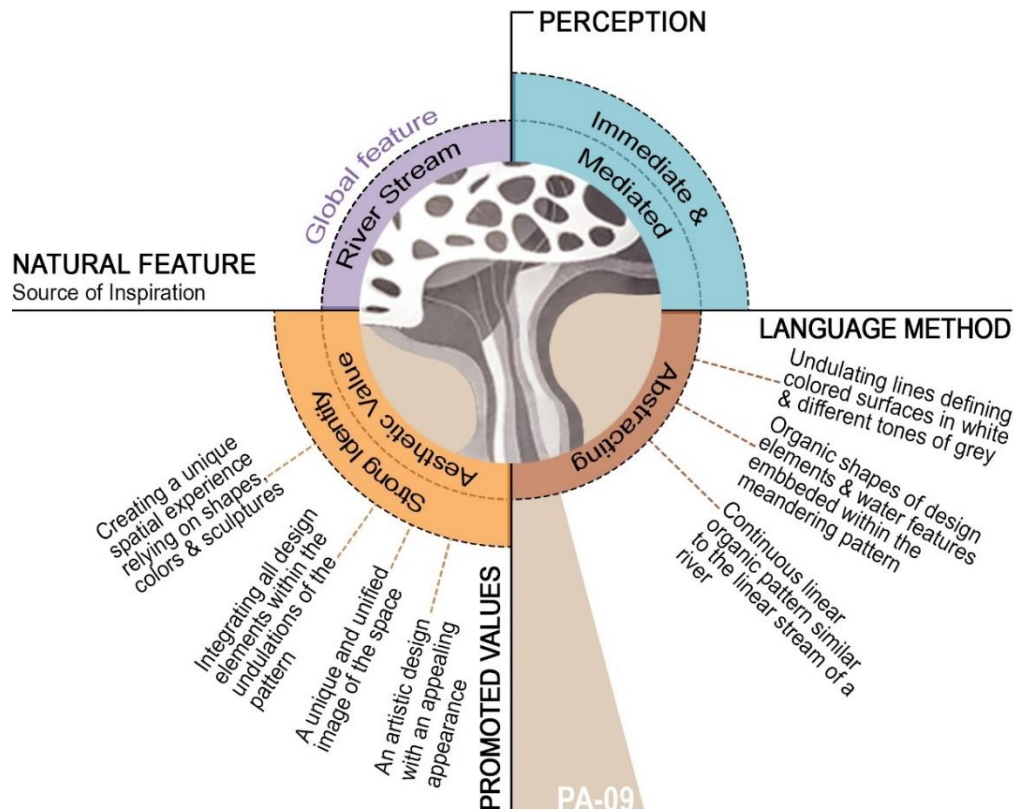 PERCEPTION
Immediate &
Mediated
Global feature
River Stream
NATURAL FEATURE
Source of Inspiration
LANGUAGE METHOD
Abstracting
Undulating lines defining
colored surfaces in white
& different tones of grey
Organic shapes of design
elements & water features
embbeded within the
meandering pattern
Continuous linear
organic pattern similar
to the linear stream of a
river
Aesthetic Value
Strong Identity
Creating a unique
spatial experience
relying on shapes
colors & sculptures
Integrating all design
elements within the
undulations of the
pattern
A unique and unified
image of the space
An artistic design
with an appealing
appearance
PROMOTED VALUES
PA-09